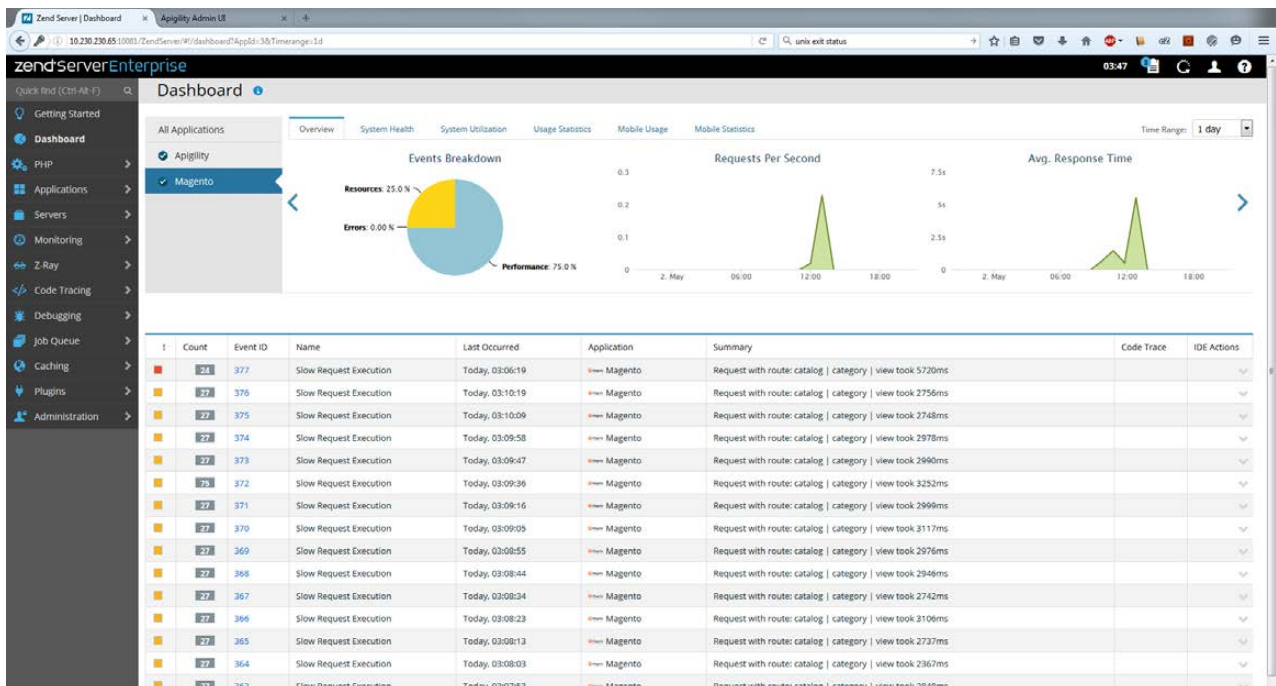 Zend Server | Dashboard × Apigility Admin UI × +
10.230.230.65:10081/ZendServer/#!/dashboard?AppId=3&Timerange=1d unix exit status
zend Server Enterprise 03:47
Quick find (Ctrl-Alt-F) Dashboard
Getting Started
Dashboard
PHP
Applications
Servers
Monitoring
Z-Ray
Code Tracing
Debugging
Job Queue
Caching
Plugins
Administration
All Applications
Apigility
Magento
Overview System Health System Utilization Usage Statistics Mobile Usage Mobile Statistics Time Range: 1 day
Events Breakdown
Resources: 25.0 %
Errors: 0.00 %
Performance: 75.0 %
Requests Per Second
0.3
0.2
0.1
0
2. May 06:00 12:00 18:00
Avg. Response Time
7.5s
5s
2.5s
0
2. May 06:00 12:00 18:00
! Count Event ID Name Last Occurred Application Summary Code Trace IDE Actions
24 377 Slow Request Execution Today, 03:06:19 Magento Request with route: catalog | category | view took 5720ms
27 376 Slow Request Execution Today, 03:10:19 Magento Request with route: catalog | category | view took 2756ms
27 375 Slow Request Execution Today, 03:10:09 Magento Request with route: catalog | category | view took 2748ms
27 374 Slow Request Execution Today, 03:09:58 Magento Request with route: catalog | category | view took 2978ms
27 373 Slow Request Execution Today, 03:09:47 Magento Request with route: catalog | category | view took 2990ms
75 372 Slow Request Execution Today, 03:09:36 Magento Request with route: catalog | category | view took 3252ms
27 371 Slow Request Execution Today, 03:09:16 Magento Request with route: catalog | category | view took 2999ms
27 370 Slow Request Execution Today, 03:09:05 Magento Request with route: catalog | category | view took 3117ms
27 369 Slow Request Execution Today, 03:08:55 Magento Request with route: catalog | category | view took 2976ms
27 368 Slow Request Execution Today, 03:08:44 Magento Request with route: catalog | category | view took 2946ms
27 367 Slow Request Execution Today, 03:08:34 Magento Request with route: catalog | category | view took 2742ms
27 366 Slow Request Execution Today, 03:08:23 Magento Request with route: catalog | category | view took 3106ms
27 365 Slow Request Execution Today, 03:08:13 Magento Request with route: catalog | category | view took 2737ms
27 364 Slow Request Execution Today, 03:08:03 Magento Request with route: catalog | category | view took 2367ms